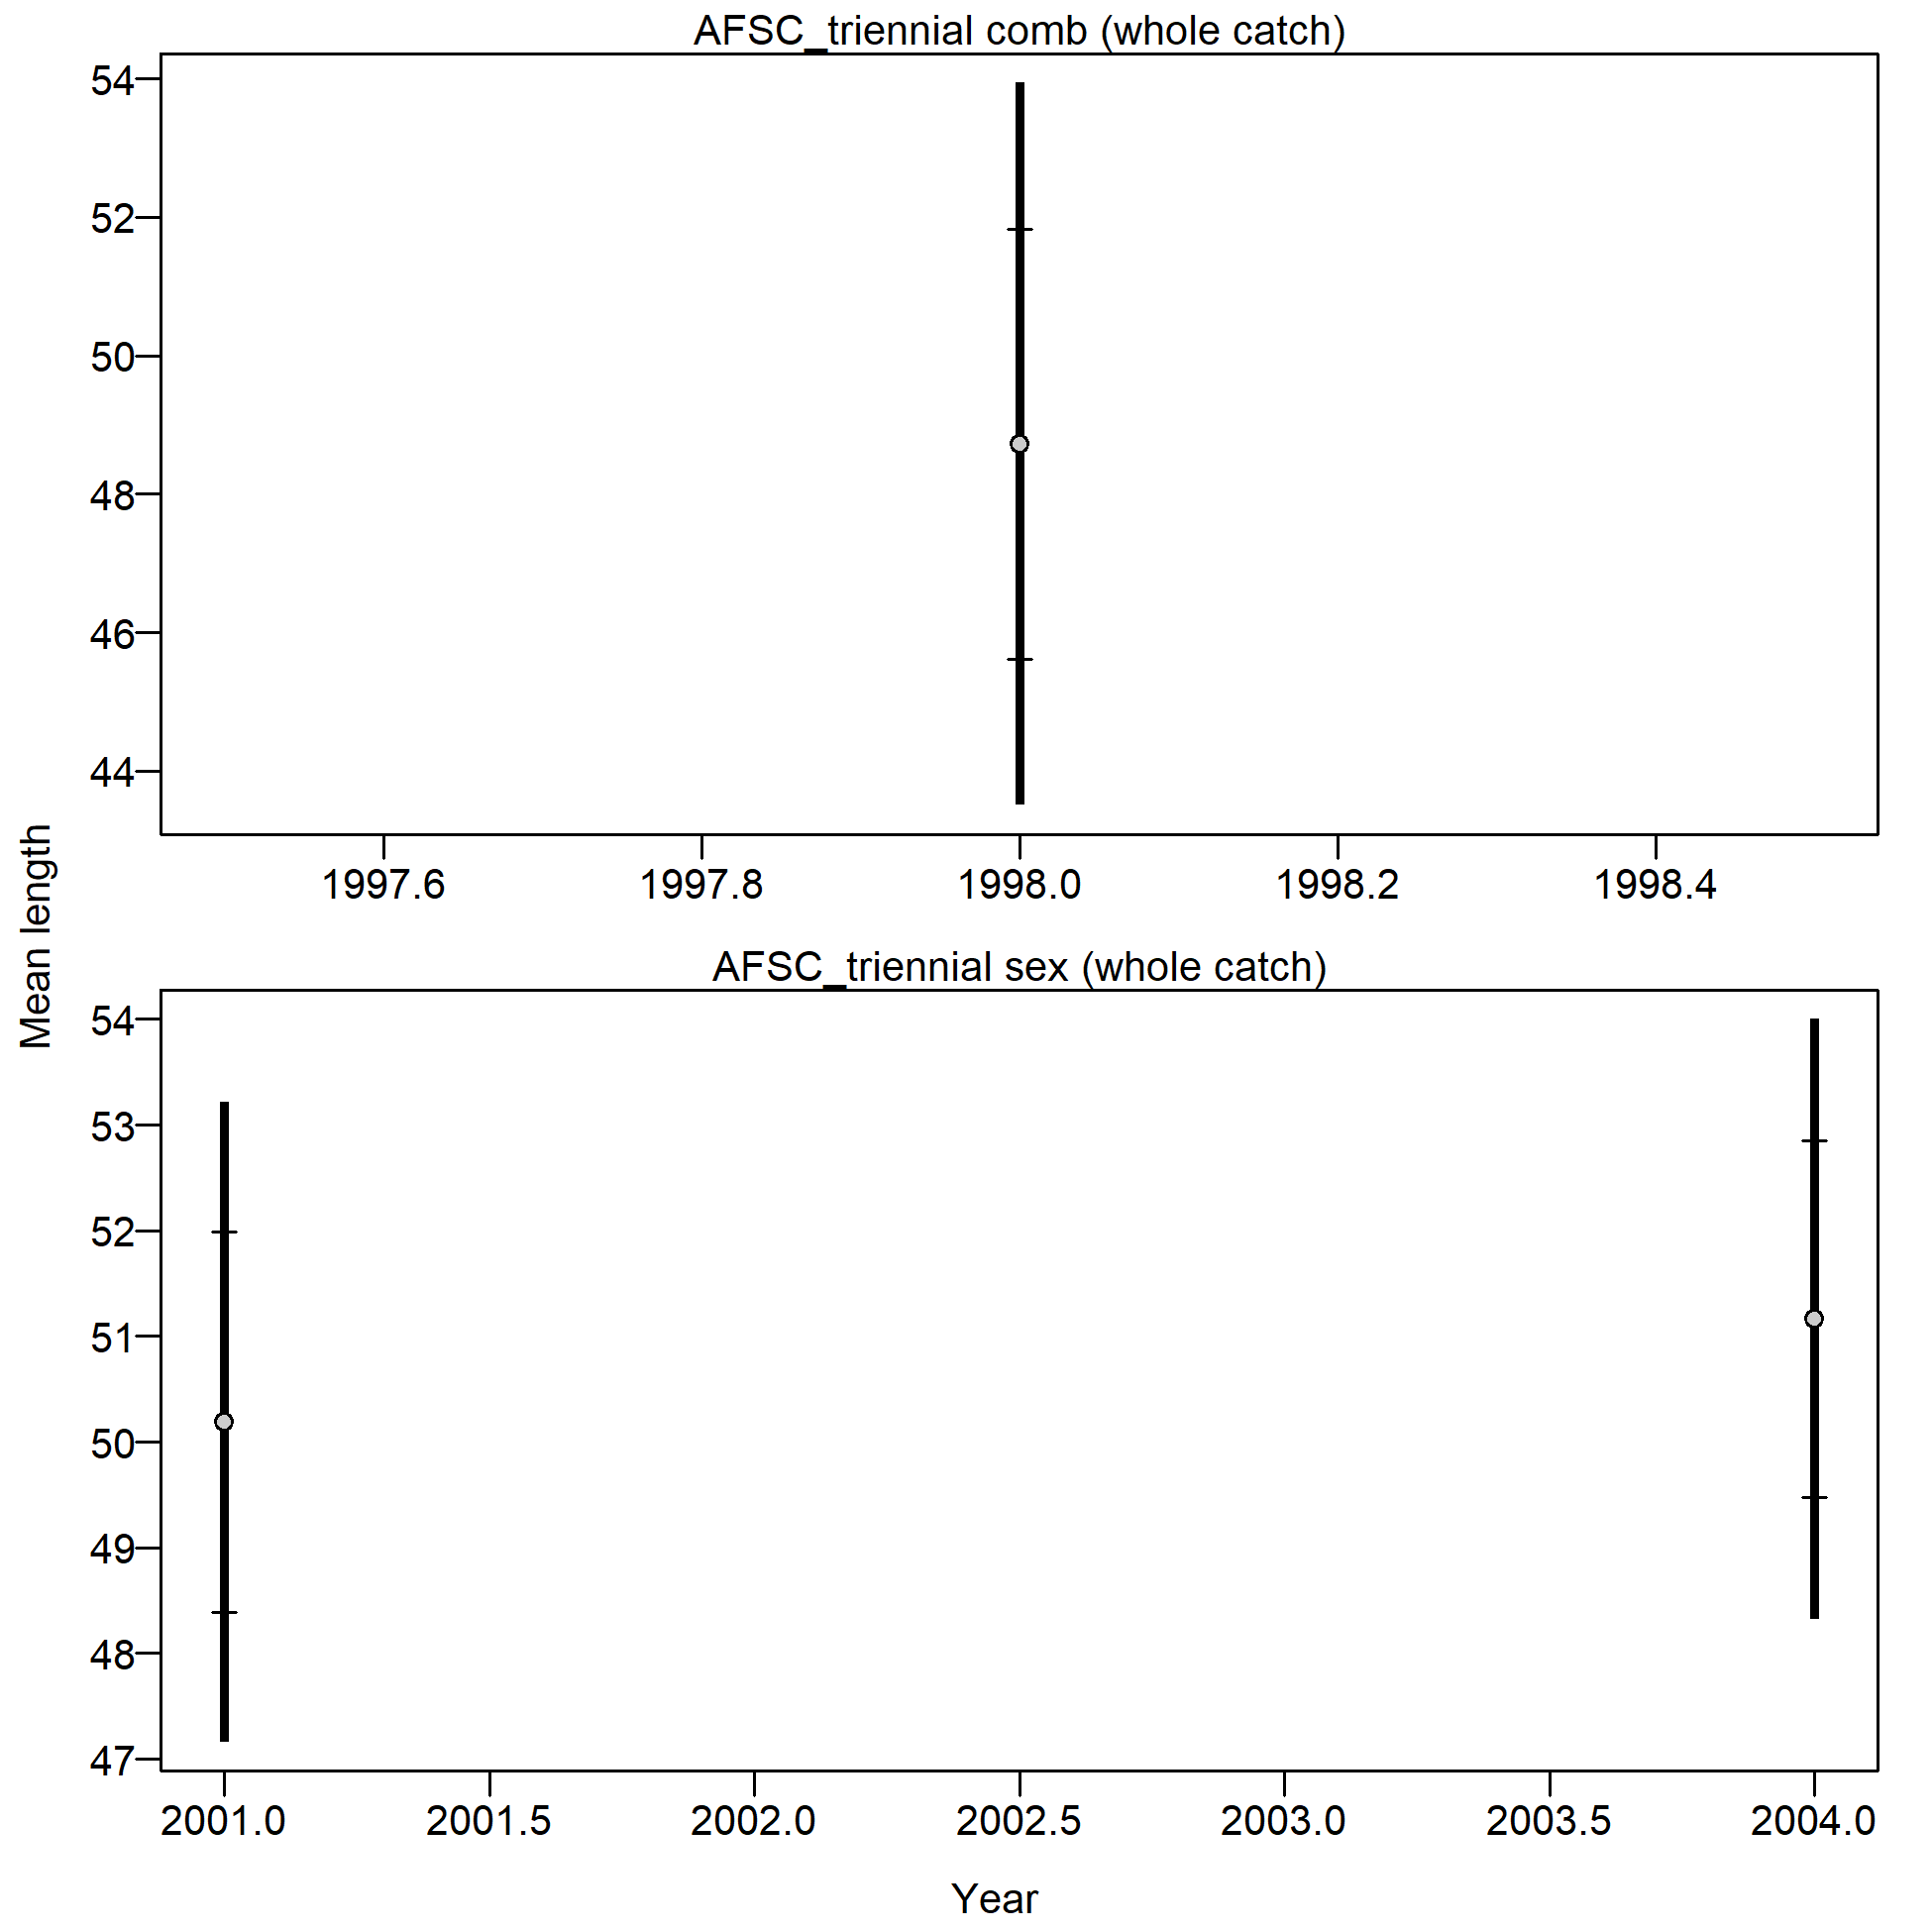 AFSC_triennial comb (whole catch)
54
52
50
48
46
44
1997.6 1997.8 1998.0 1998.2 1998.4
Mean length
AFSC_triennial sex (whole catch)
54
53
52
51
50
49
48
47
2001.0 2001.5 2002.0 2002.5 2003.0 2003.5 2004.0
Year